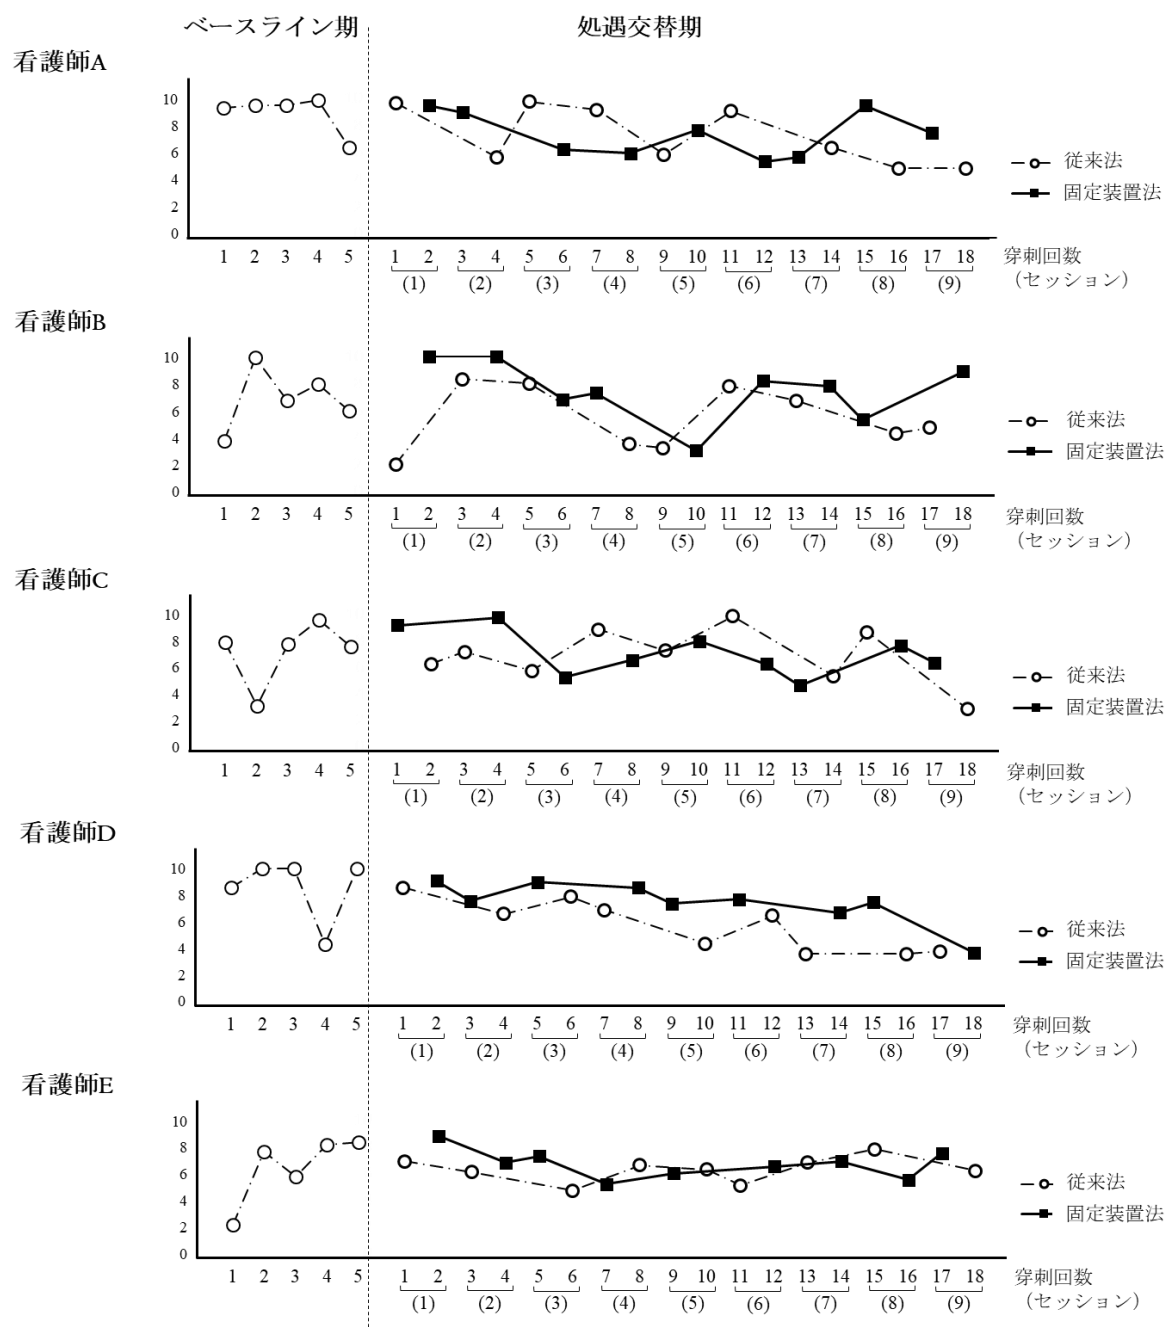 ベースライン期 処遇交替期
看護師A
10
8
6
4
2
0
従来法
固定装置法
1 2 3 4 5 1 2 3 4 5 6 7 8 9 10 11 12 13 14 15 16 17 18 穿刺回数
(1) (2) (3) (4) (5) (6) (7) (8) (9) （セッション）
看護師B
10
8
6
4
2
0
従来法
固定装置法
1 2 3 4 5 1 2 3 4 5 6 7 8 9 10 11 12 13 14 15 16 17 18 穿刺回数
(1) (2) (3) (4) (5) (6) (7) (8) (9) （セッション）
看護師C
10
8
6
4
2
0
従来法
固定装置法
1 2 3 4 5 1 2 3 4 5 6 7 8 9 10 11 12 13 14 15 16 17 18 穿刺回数
(1) (2) (3) (4) (5) (6) (7) (8) (9) （セッション）
看護師D
10
8
6
4
2
0
従来法
固定装置法
1 2 3 4 5 1 2 3 4 5 6 7 8 9 10 11 12 13 14 15 16 17 18 穿刺回数
(1) (2) (3) (4) (5) (6) (7) (8) (9) （セッション）
看護師E
10
8
6
4
2
0
従来法
固定装置法
1 2 3 4 5 1 2 3 4 5 6 7 8 9 10 11 12 13 14 15 16 17 18 穿刺回数
(1) (2) (3) (4) (5) (6) (7) (8) (9) （セッション）